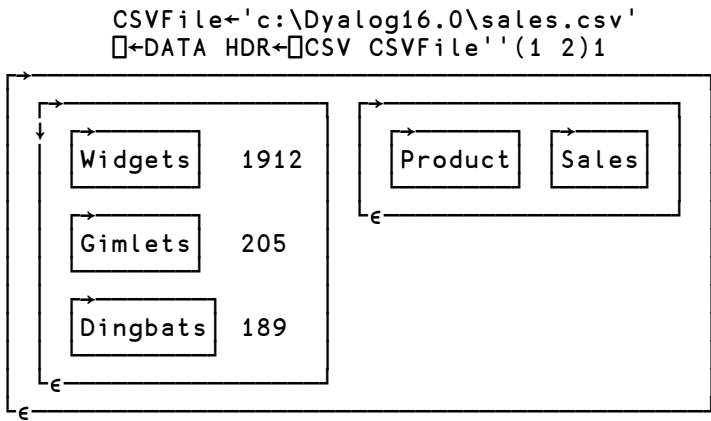 CSVFile←'c:\Dyalog16.0\sales.csv'
⎕←DATA HDR←⎕CSV CSVFile''(1 2)1
Widgets 1912 Product Sales
Gimlets 205
Dingbats 189